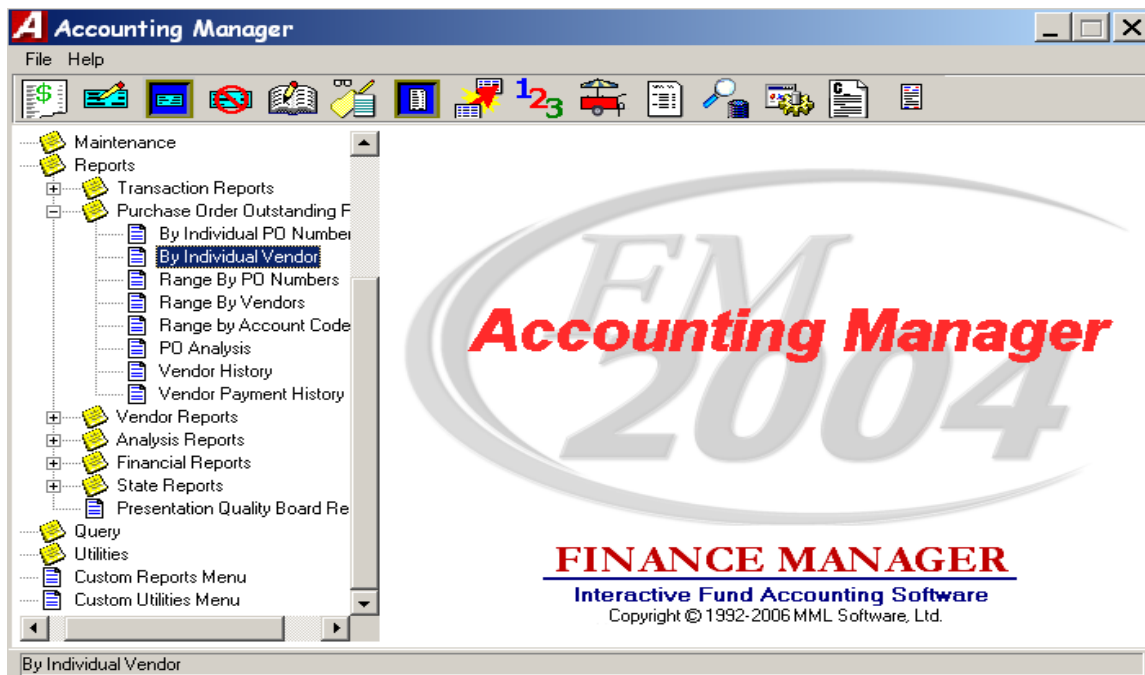 Accounting Manager
File Help
$
1 2 3
Maintenance
Reports
Transaction Reports
Purchase Order Outstanding F
By Individual PO Number
By Individual Vendor
Range By PO Numbers
Range By Vendors
Range by Account Code
PO Analysis
Vendor History
Vendor Payment History
Vendor Reports
Analysis Reports
Financial Reports
State Reports
Presentation Quality Board Re
Query
Utilities
Custom Reports Menu
Custom Utilities Menu
FM
Accounting Manager
2004
FINANCE MANAGER
Interactive Fund Accounting Software
Copyright © 1992-2006 MML Software, Ltd.
By Individual Vendor